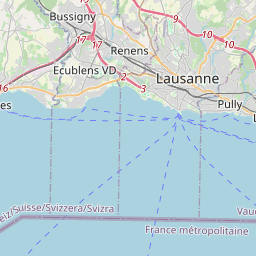 Bussigny
17
10
9
Renens
10
17
Ecublens VD
2
Lausanne
16
3
Pully
es
L
eiz/Suisse/Svizzera/Svizra
Vau
France métropolitaine